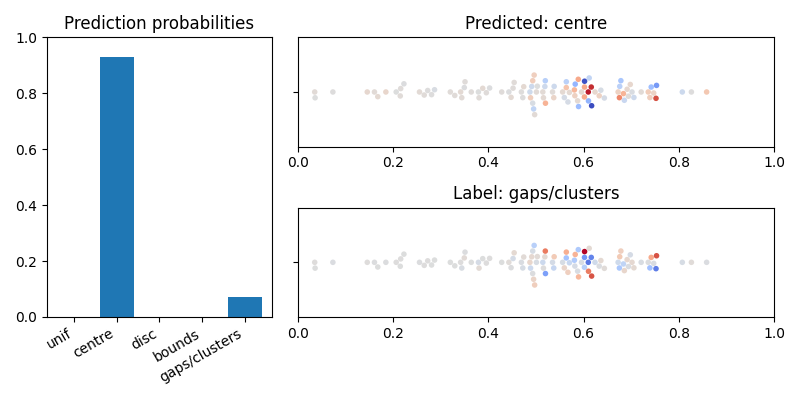 Prediction probabilities
1.0
0.8
0.6
0.4
0.2
0.0
unif
centre
disc
bounds
gaps/clusters
Predicted: centre
0.0 0.2 0.4 0.6 0.8 1.0
Label: gaps/clusters
0.0 0.2 0.4 0.6 0.8 1.0